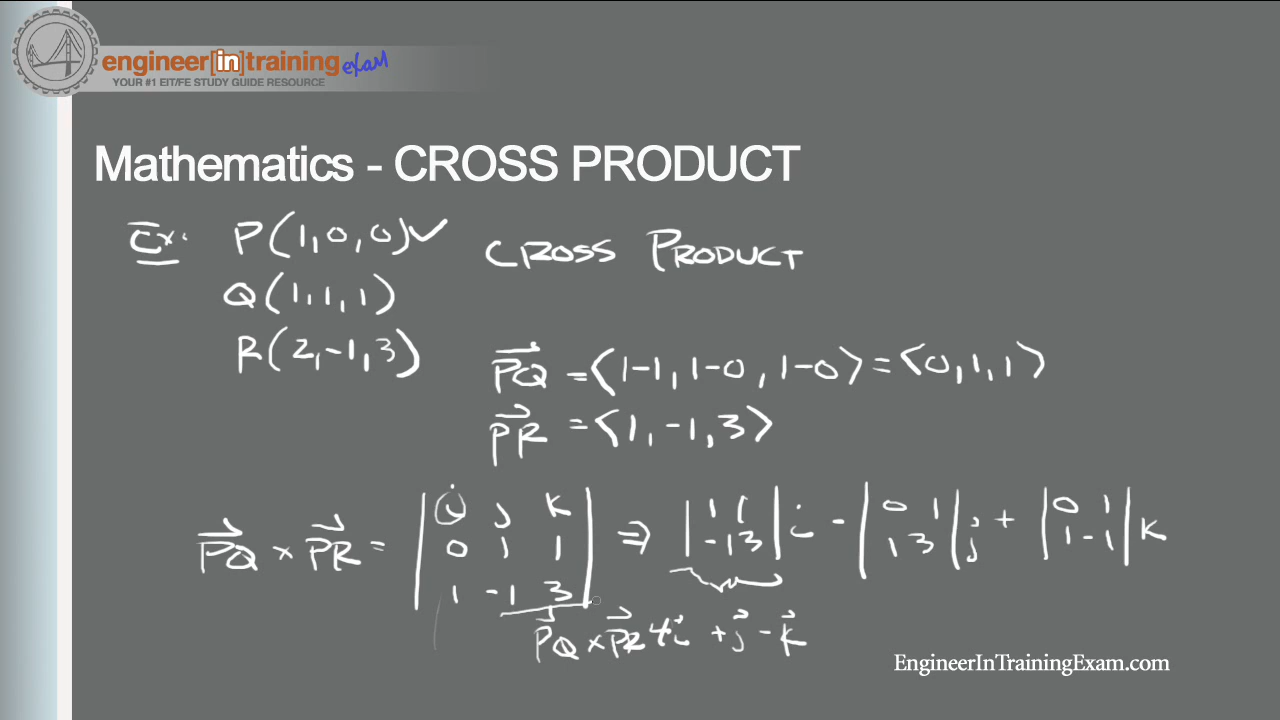 engineer[in]training exam
YOUR #1 EIT/FE STUDY GUIDE RESOURCE
Mathematics - CROSS PRODUCT
Ex: P(1,0,0)✓ CROSS PRODUCT
Q(1,1,1)
R(2,-1,3)
PQ⃗ = <1-1, 1-0, 1-0> = <0,1,1>
PR⃗ = <1,-1,3>
PQ⃗ × PR⃗ = | i j k | ⇒ | 1 1 | i - | 0 1 | j + | 0 1 | k
| 0 1 1 | | -1 3 | | 1 3 | | 1 -1 |
| 1 -1 3 |
PQ⃗ × PR⃗ 4i⃗ + j⃗ - k⃗
EngineerInTrainingExam.com